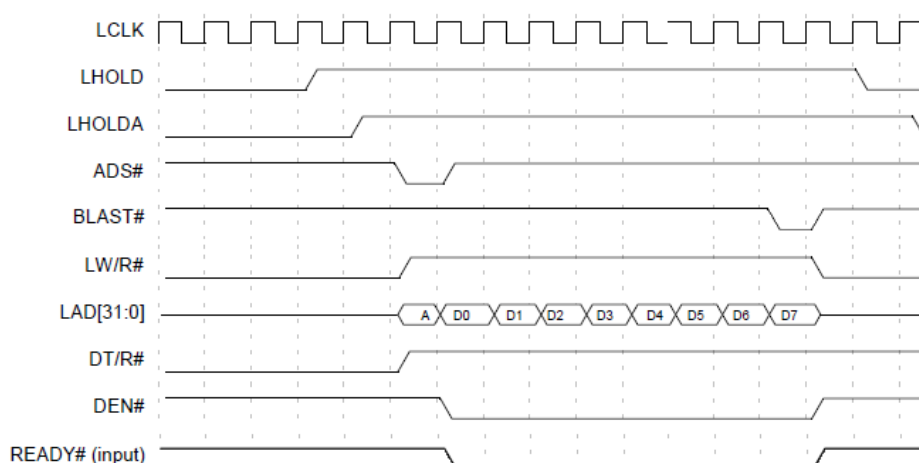 LCLK
LHOLD
LHOLDA
ADS#
BLAST#
LW/R#
LAD[31:0] A D0 D1 D2 D3 D4 D5 D6 D7
DT/R#
DEN#
READY# (input)